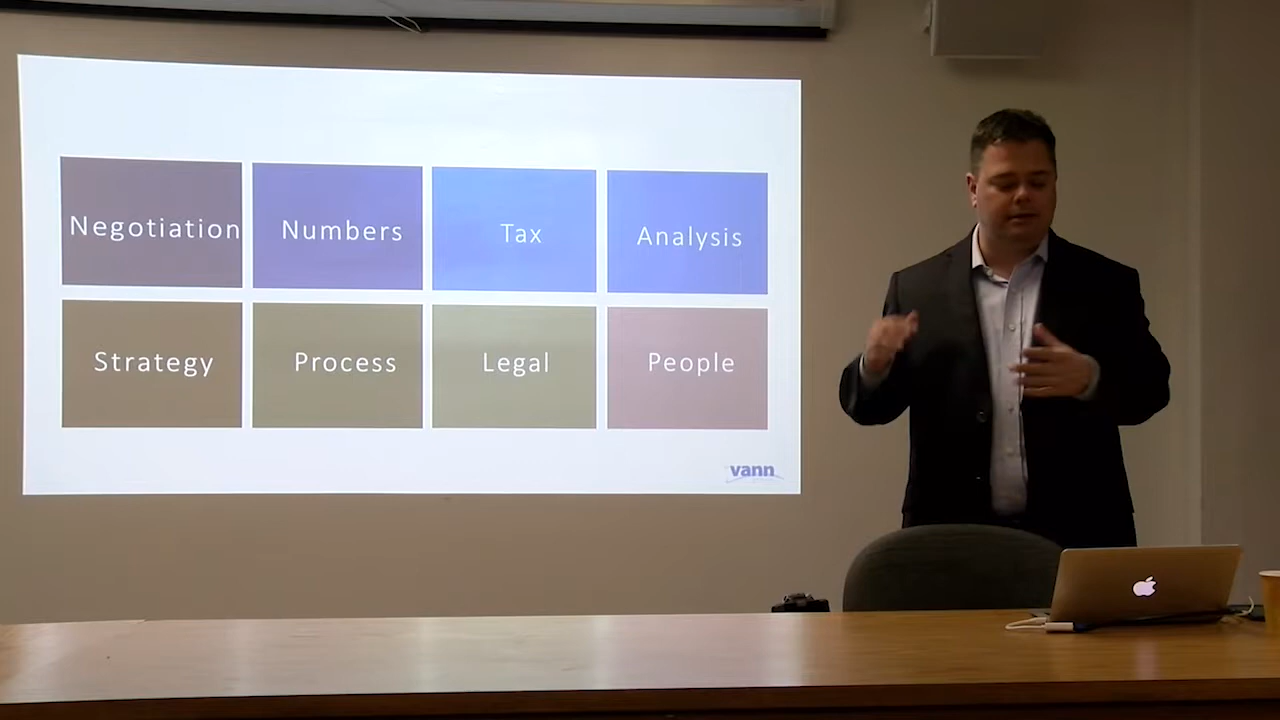 Negotiation
Numbers
Tax
Analysis
Strategy
Process
Legal
People
vann